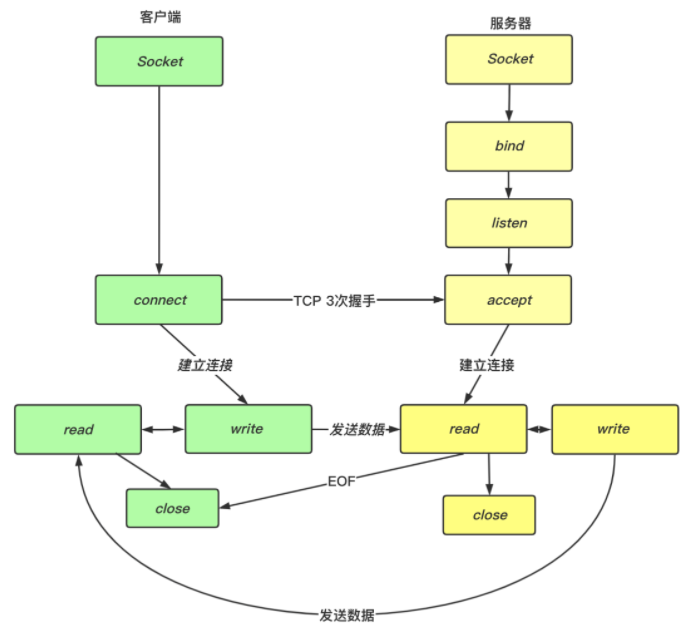 客户端
服务器
Socket
Socket
bind
listen
connect
TCP 3次握手
accept
建立连接
建立连接
read
write
发送数据
read
write
EOF
close
close
发送数据